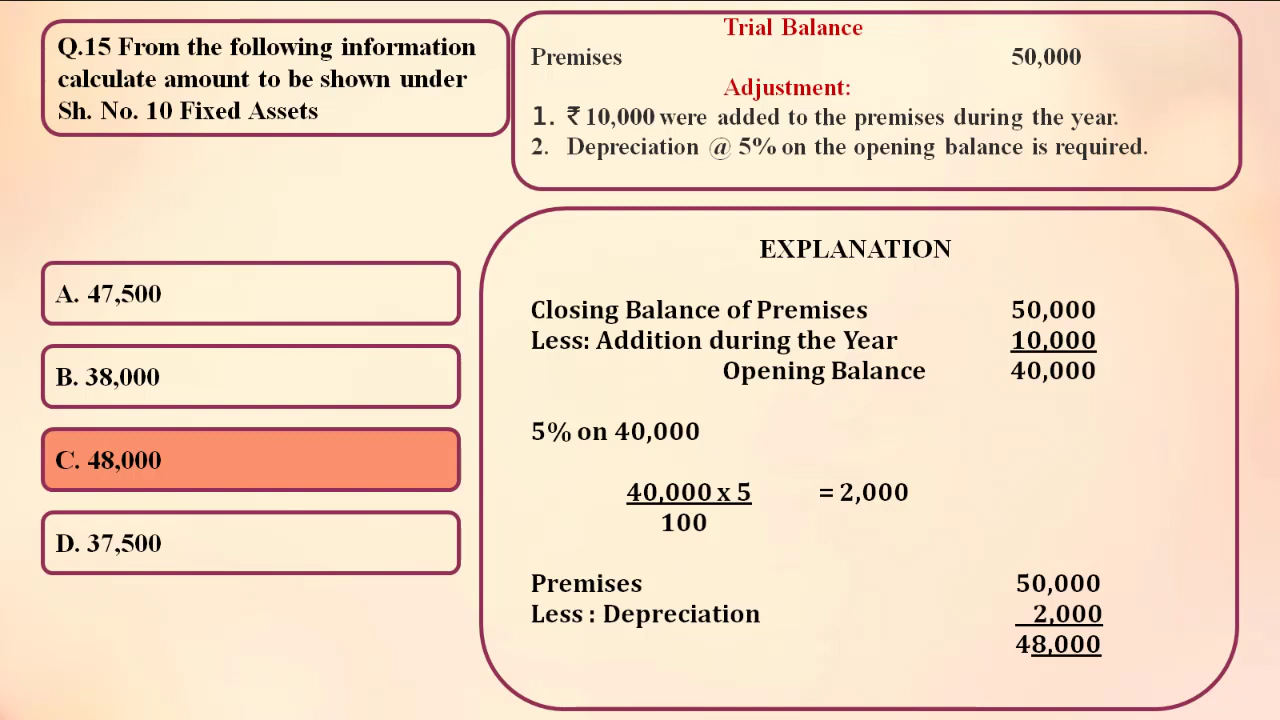 Q.15 From the following information
calculate amount to be shown under
Sh. No. 10 Fixed Assets
Trial Balance
Premises 50,000
Adjustment:
1. ₹ 10,000 were added to the premises during the year.
2. Depreciation @ 5% on the opening balance is required.
A. 47,500
B. 38,000
C. 48,000
D. 37,500
EXPLANATION
Closing Balance of Premises 50,000
Less: Addition during the Year 10,000
Opening Balance 40,000
5% on 40,000
40,000 x 5 = 2,000
100
Premises 50,000
Less : Depreciation 2,000
48,000